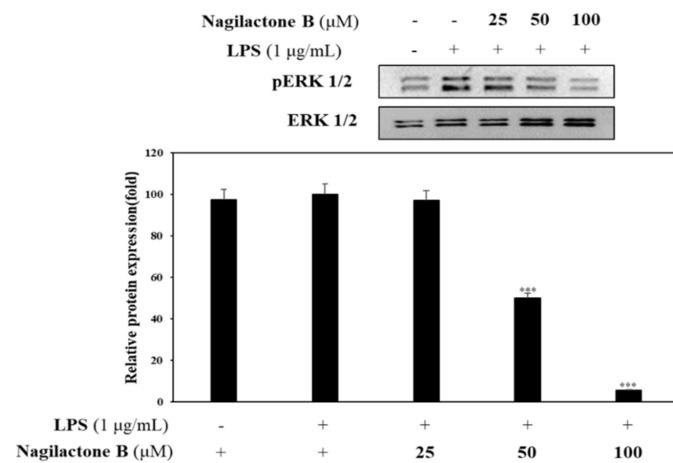 Nagilactone B (μM) - - 25 50 100
LPS (1 μg/mL) - + + + +
pERK 1/2
ERK 1/2
Relative protein expression(fold)
120
100
80
60
40
20
0
***
***
LPS (1 μg/mL) - + + + +
Nagilactone B (μM) + + 25 50 100